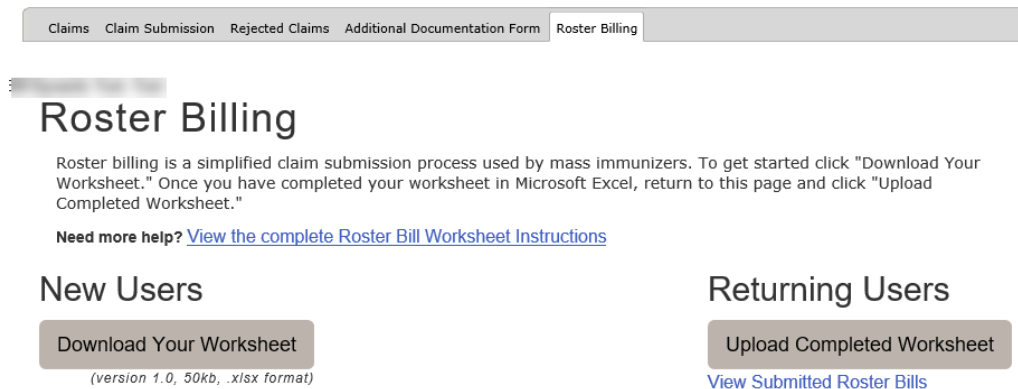 Claims Claim Submission Rejected Claims Additional Documentation Form Roster Billing
Roster Billing
Roster billing is a simplified claim submission process used by mass immunizers. To get started click "Download Your
Worksheet." Once you have completed your worksheet in Microsoft Excel, return to this page and click "Upload
Completed Worksheet."
Need more help? View the complete Roster Bill Worksheet Instructions
New Users
Returning Users
Download Your Worksheet
Upload Completed Worksheet
(version 1.0, 50kb, .xlsx format)
View Submitted Roster Bills